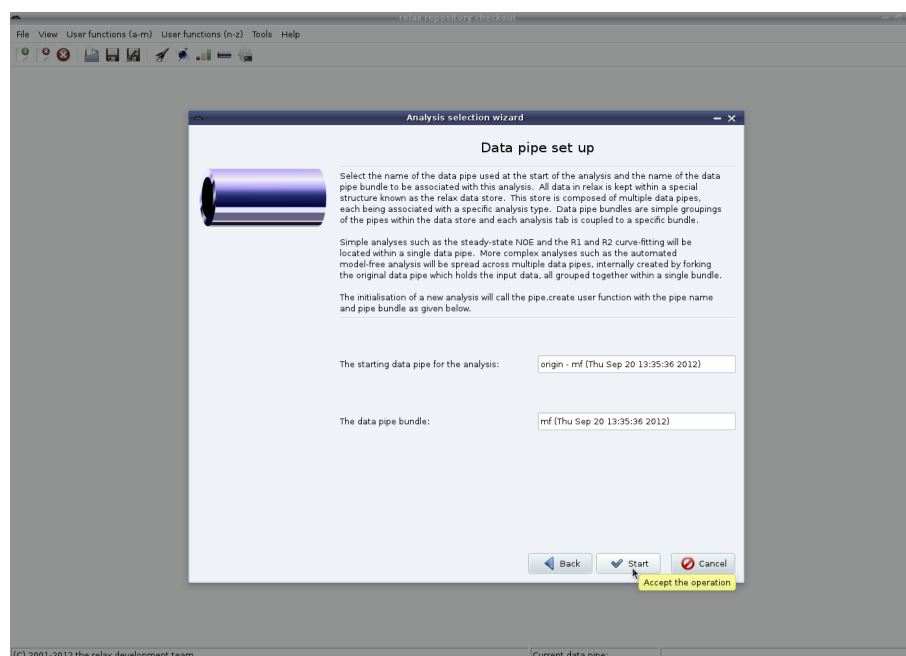 relax repository checkout
File View User functions (a-m) User functions (n-z) Tools Help
Analysis selection wizard
Data pipe set up
Select the name of the data pipe used at the start of the analysis and the name of the data
pipe bundle to be associated with this analysis. All data in relax is kept within a special
structure known as the relax data store. This store is composed of multiple data pipes,
each being associated with a specific analysis type. Data pipe bundles are simple groupings
of the pipes within the data store and each analysis tab is coupled to a specific bundle.
Simple analyses such as the steady-state NOE and the R1 and R2 curve-fitting will be
located within a single data pipe. More complex analyses such as the automated
model-free analysis will be spread across multiple data pipes, internally created by forking
the original data pipe which holds the input data, all grouped together within a single bundle.
The initialisation of a new analysis will call the pipe.create user function with the pipe name
and pipe bundle as given below.
The starting data pipe for the analysis: origin - mf (Thu Sep 20 13:35:36 2012)
The data pipe bundle: mf (Thu Sep 20 13:35:36 2012)
Back Start Cancel
Accept the operation
(C) 2001-2012 the relax development team Current data pipe: